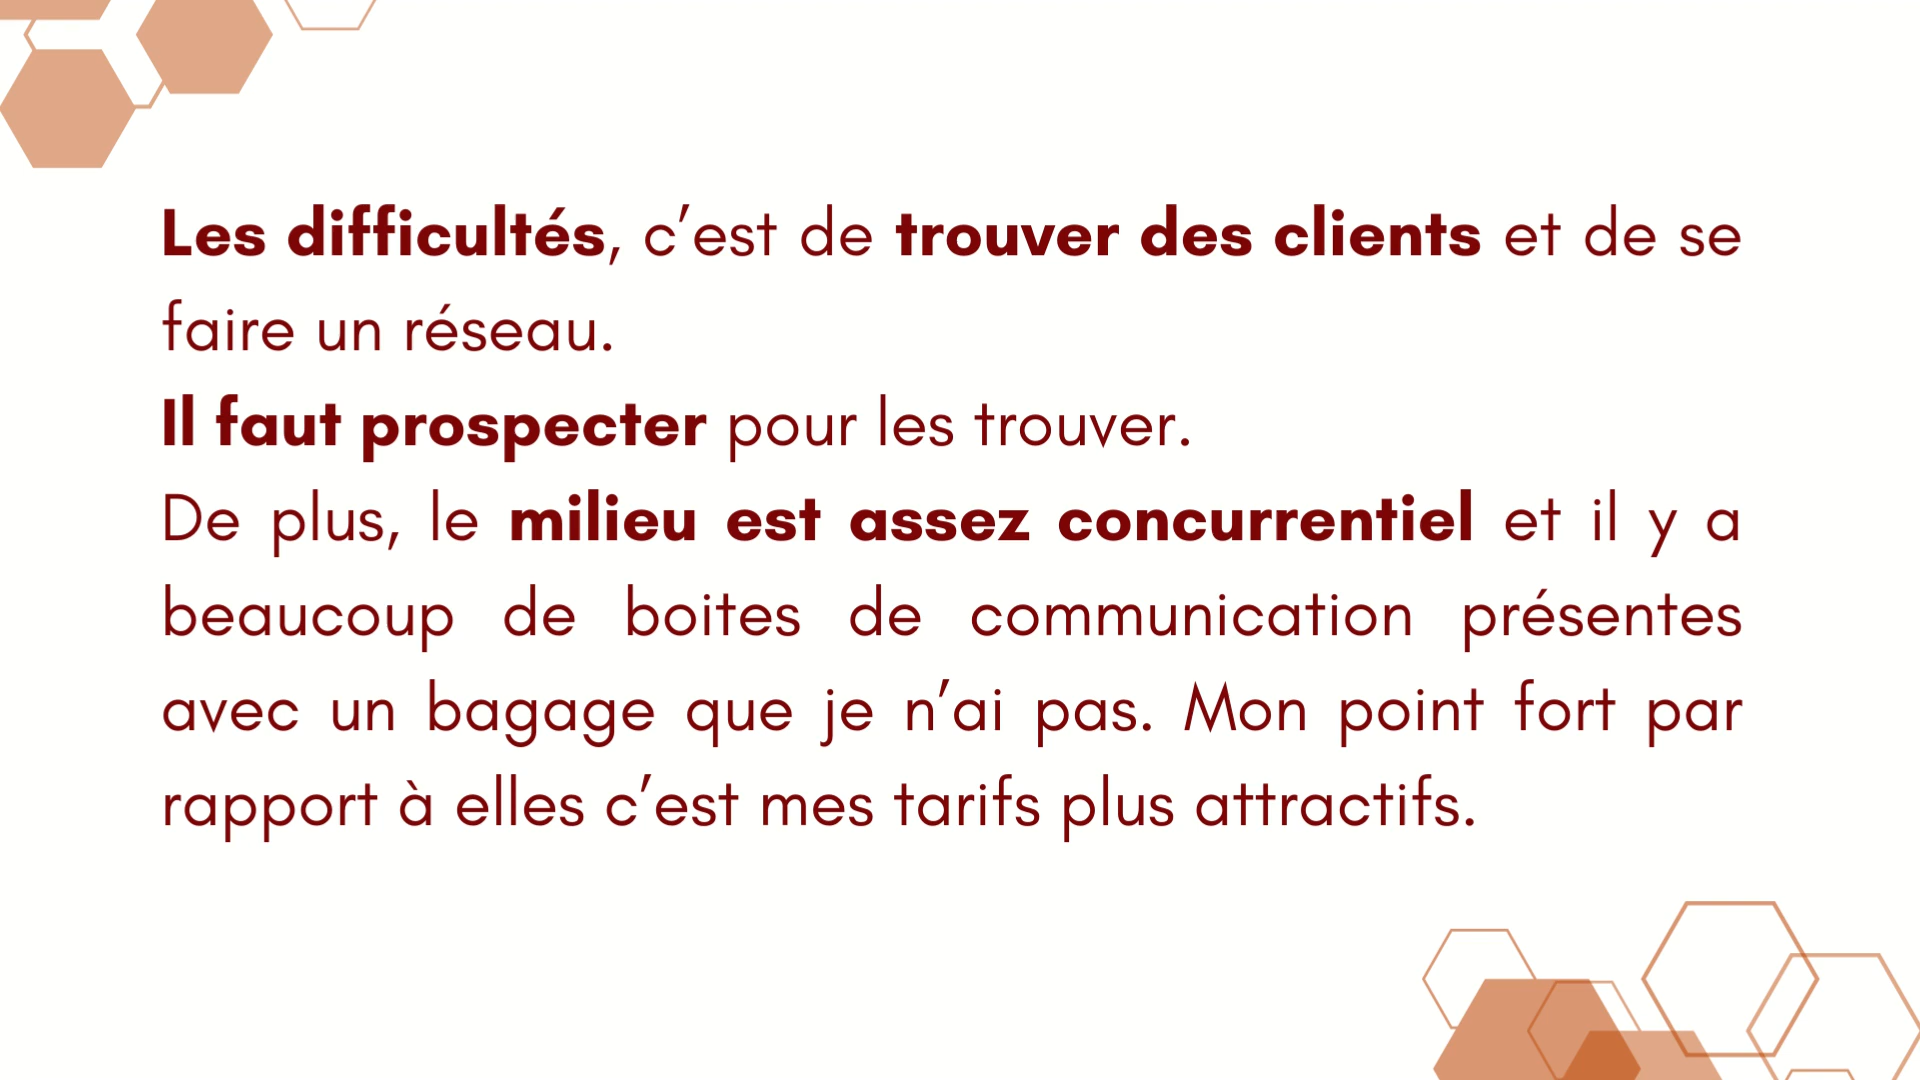 Les difficultés, c’est de trouver des clients et de se
faire un réseau.
Il faut prospecter pour les trouver.
De plus, le milieu est assez concurrentiel et il y a
beaucoup de boites de communication présentes
avec un bagage que je n’ai pas. Mon point fort par
rapport à elles c’est mes tarifs plus attractifs.